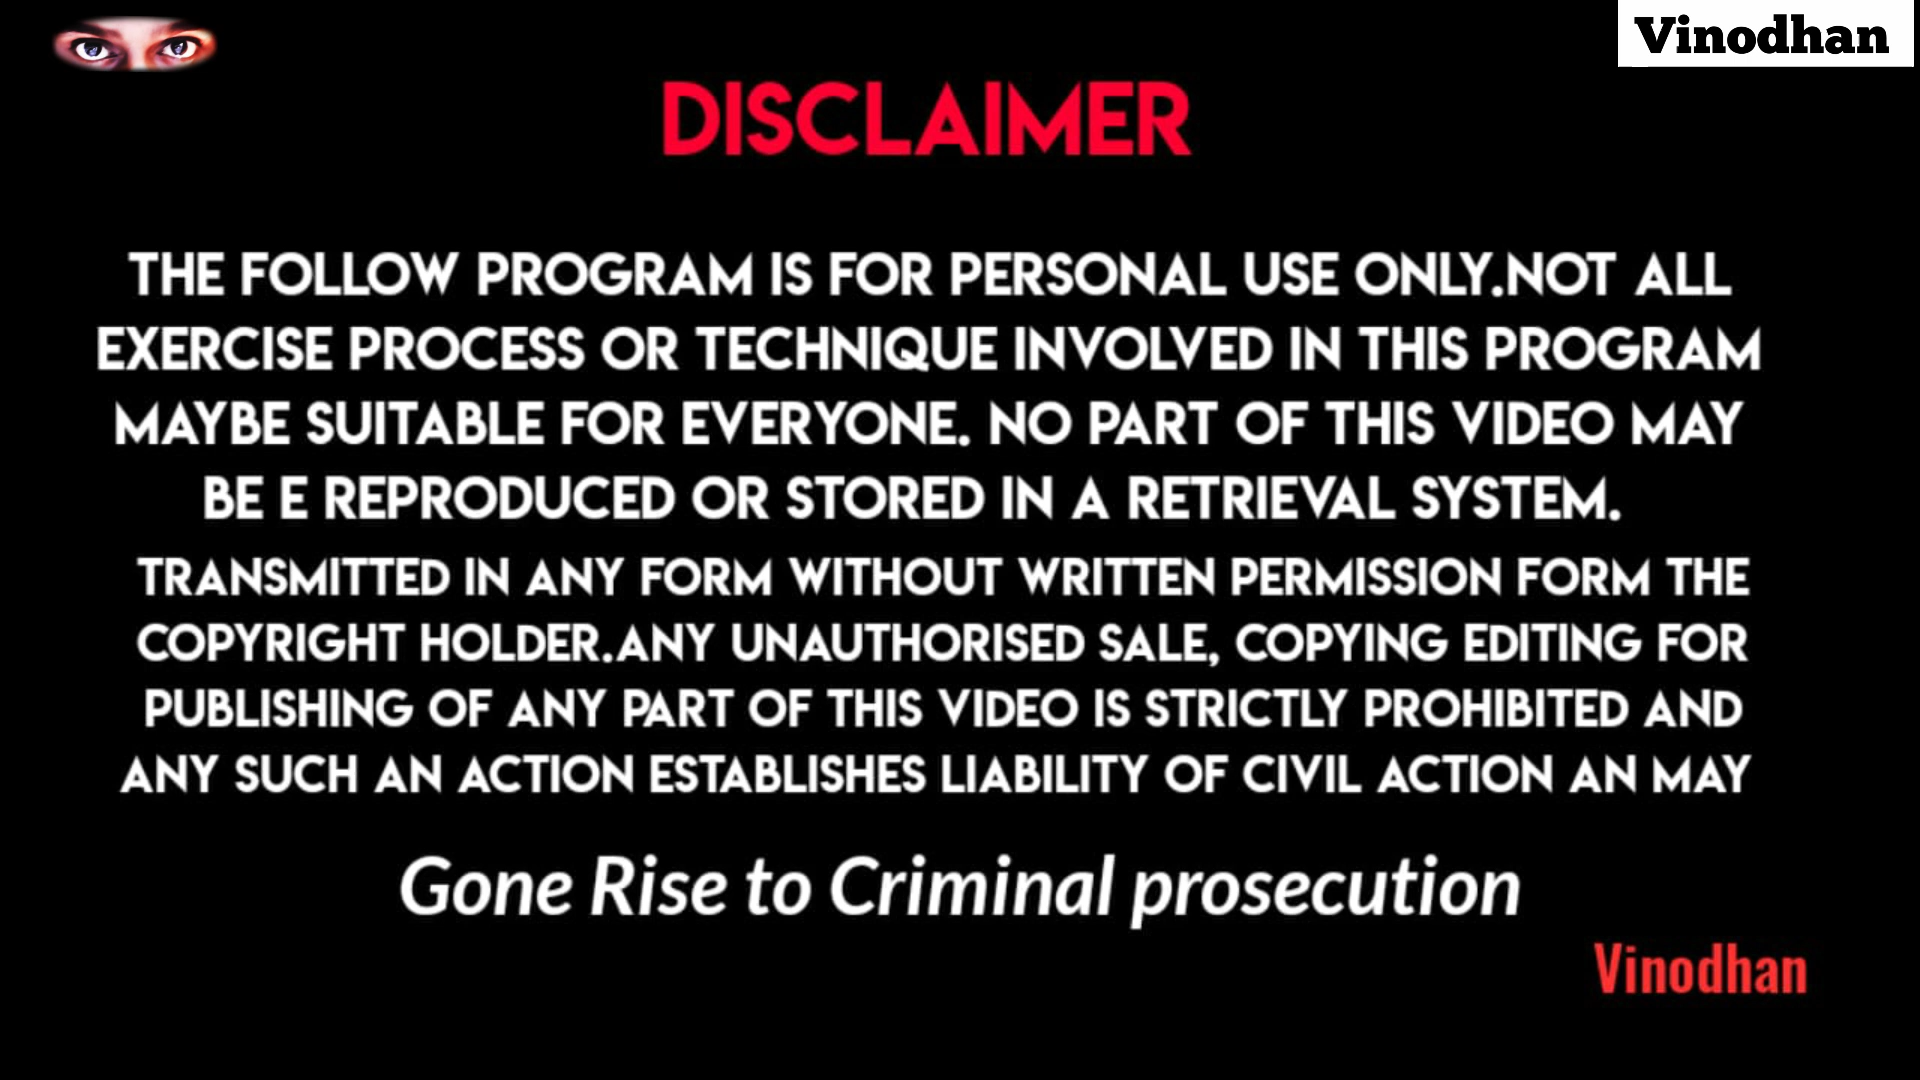 Vinodhan
DISCLAIMER
THE FOLLOW PROGRAM IS FOR PERSONAL USE ONLY.NOT ALL
EXERCISE PROCESS OR TECHNIQUE INVOLVED IN THIS PROGRAM
MAYBE SUITABLE FOR EVERYONE. NO PART OF THIS VIDEO MAY
BE E REPRODUCED OR STORED IN A RETRIEVAL SYSTEM.
TRANSMITTED IN ANY FORM WITHOUT WRITTEN PERMISSION FORM THE
COPYRIGHT HOLDER.ANY UNAUTHORISED SALE, COPYING EDITING FOR
PUBLISHING OF ANY PART OF THIS VIDEO IS STRICTLY PROHIBITED AND
ANY SUCH AN ACTION ESTABLISHES LIABILITY OF CIVIL ACTION AN MAY
Gone Rise to Criminal prosecution
Vinodhan